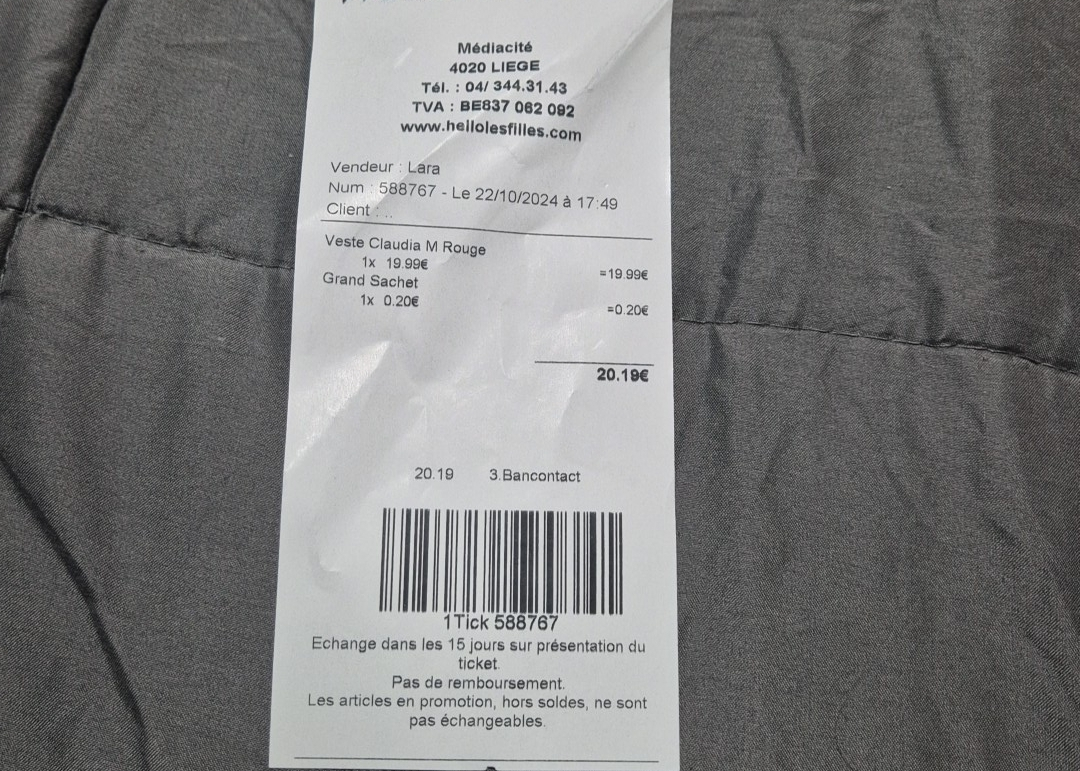 Médiacité
4020 LIEGE
Tél. : 04/ 344.31.43
TVA : BE837 062 092
www.hellolesfilles.com
Vendeur : Lara
Num : 588767 - Le 22/10/2024 à 17:49
Client : ..
Veste Claudia M Rouge
1x 19.99€ =19.99€
Grand Sachet
1x 0.20€ =0.20€
20.19€
20.19 3.Bancontact
1Tick 588767
Echange dans les 15 jours sur présentation du
ticket.
Pas de remboursement.
Les articles en promotion, hors soldes, ne sont
pas échangeables.